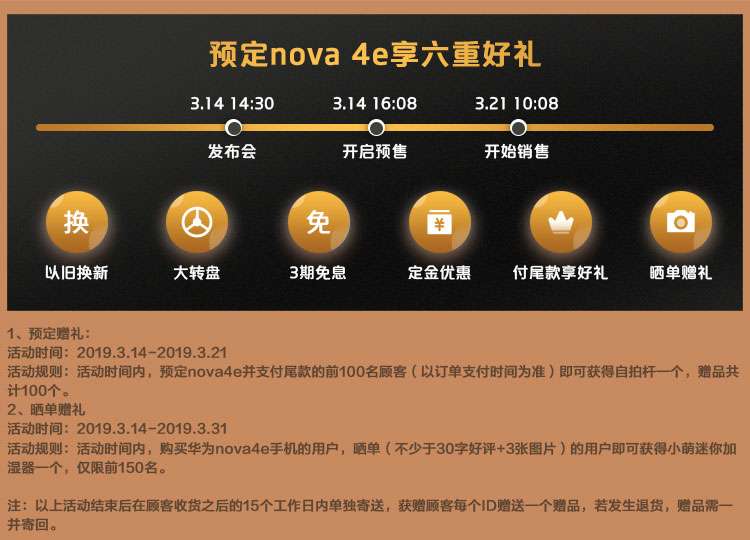 预定nova 4e享六重好礼
3.14 14:30 3.14 16:08 3.21 10:08
发布会 开启预售 开始销售
换 免 ¥
以旧换新 大转盘 3期免息 定金优惠 付尾款享好礼 晒单赠礼
1、预定赠礼：
活动时间：2019.3.14-2019.3.21
活动规则：活动时间内，预定nova4e并支付尾款的前100名顾客（以订单支付时间为准）即可获得自拍杆一个，赠品共
计100个。
2、晒单赠礼
活动时间：2019.3.14-2019.3.31
活动规则：活动时间内，购买华为nova4e手机的用户，晒单（不少于30字好评+3张图片）的用户即可获得小萌迷你加
湿器一个，仅限前150名。
注：以上活动结束后在顾客收货之后的15个工作日内单独寄送，获赠顾客每个ID赠送一个赠品，若发生退货，赠品需一
并寄回。